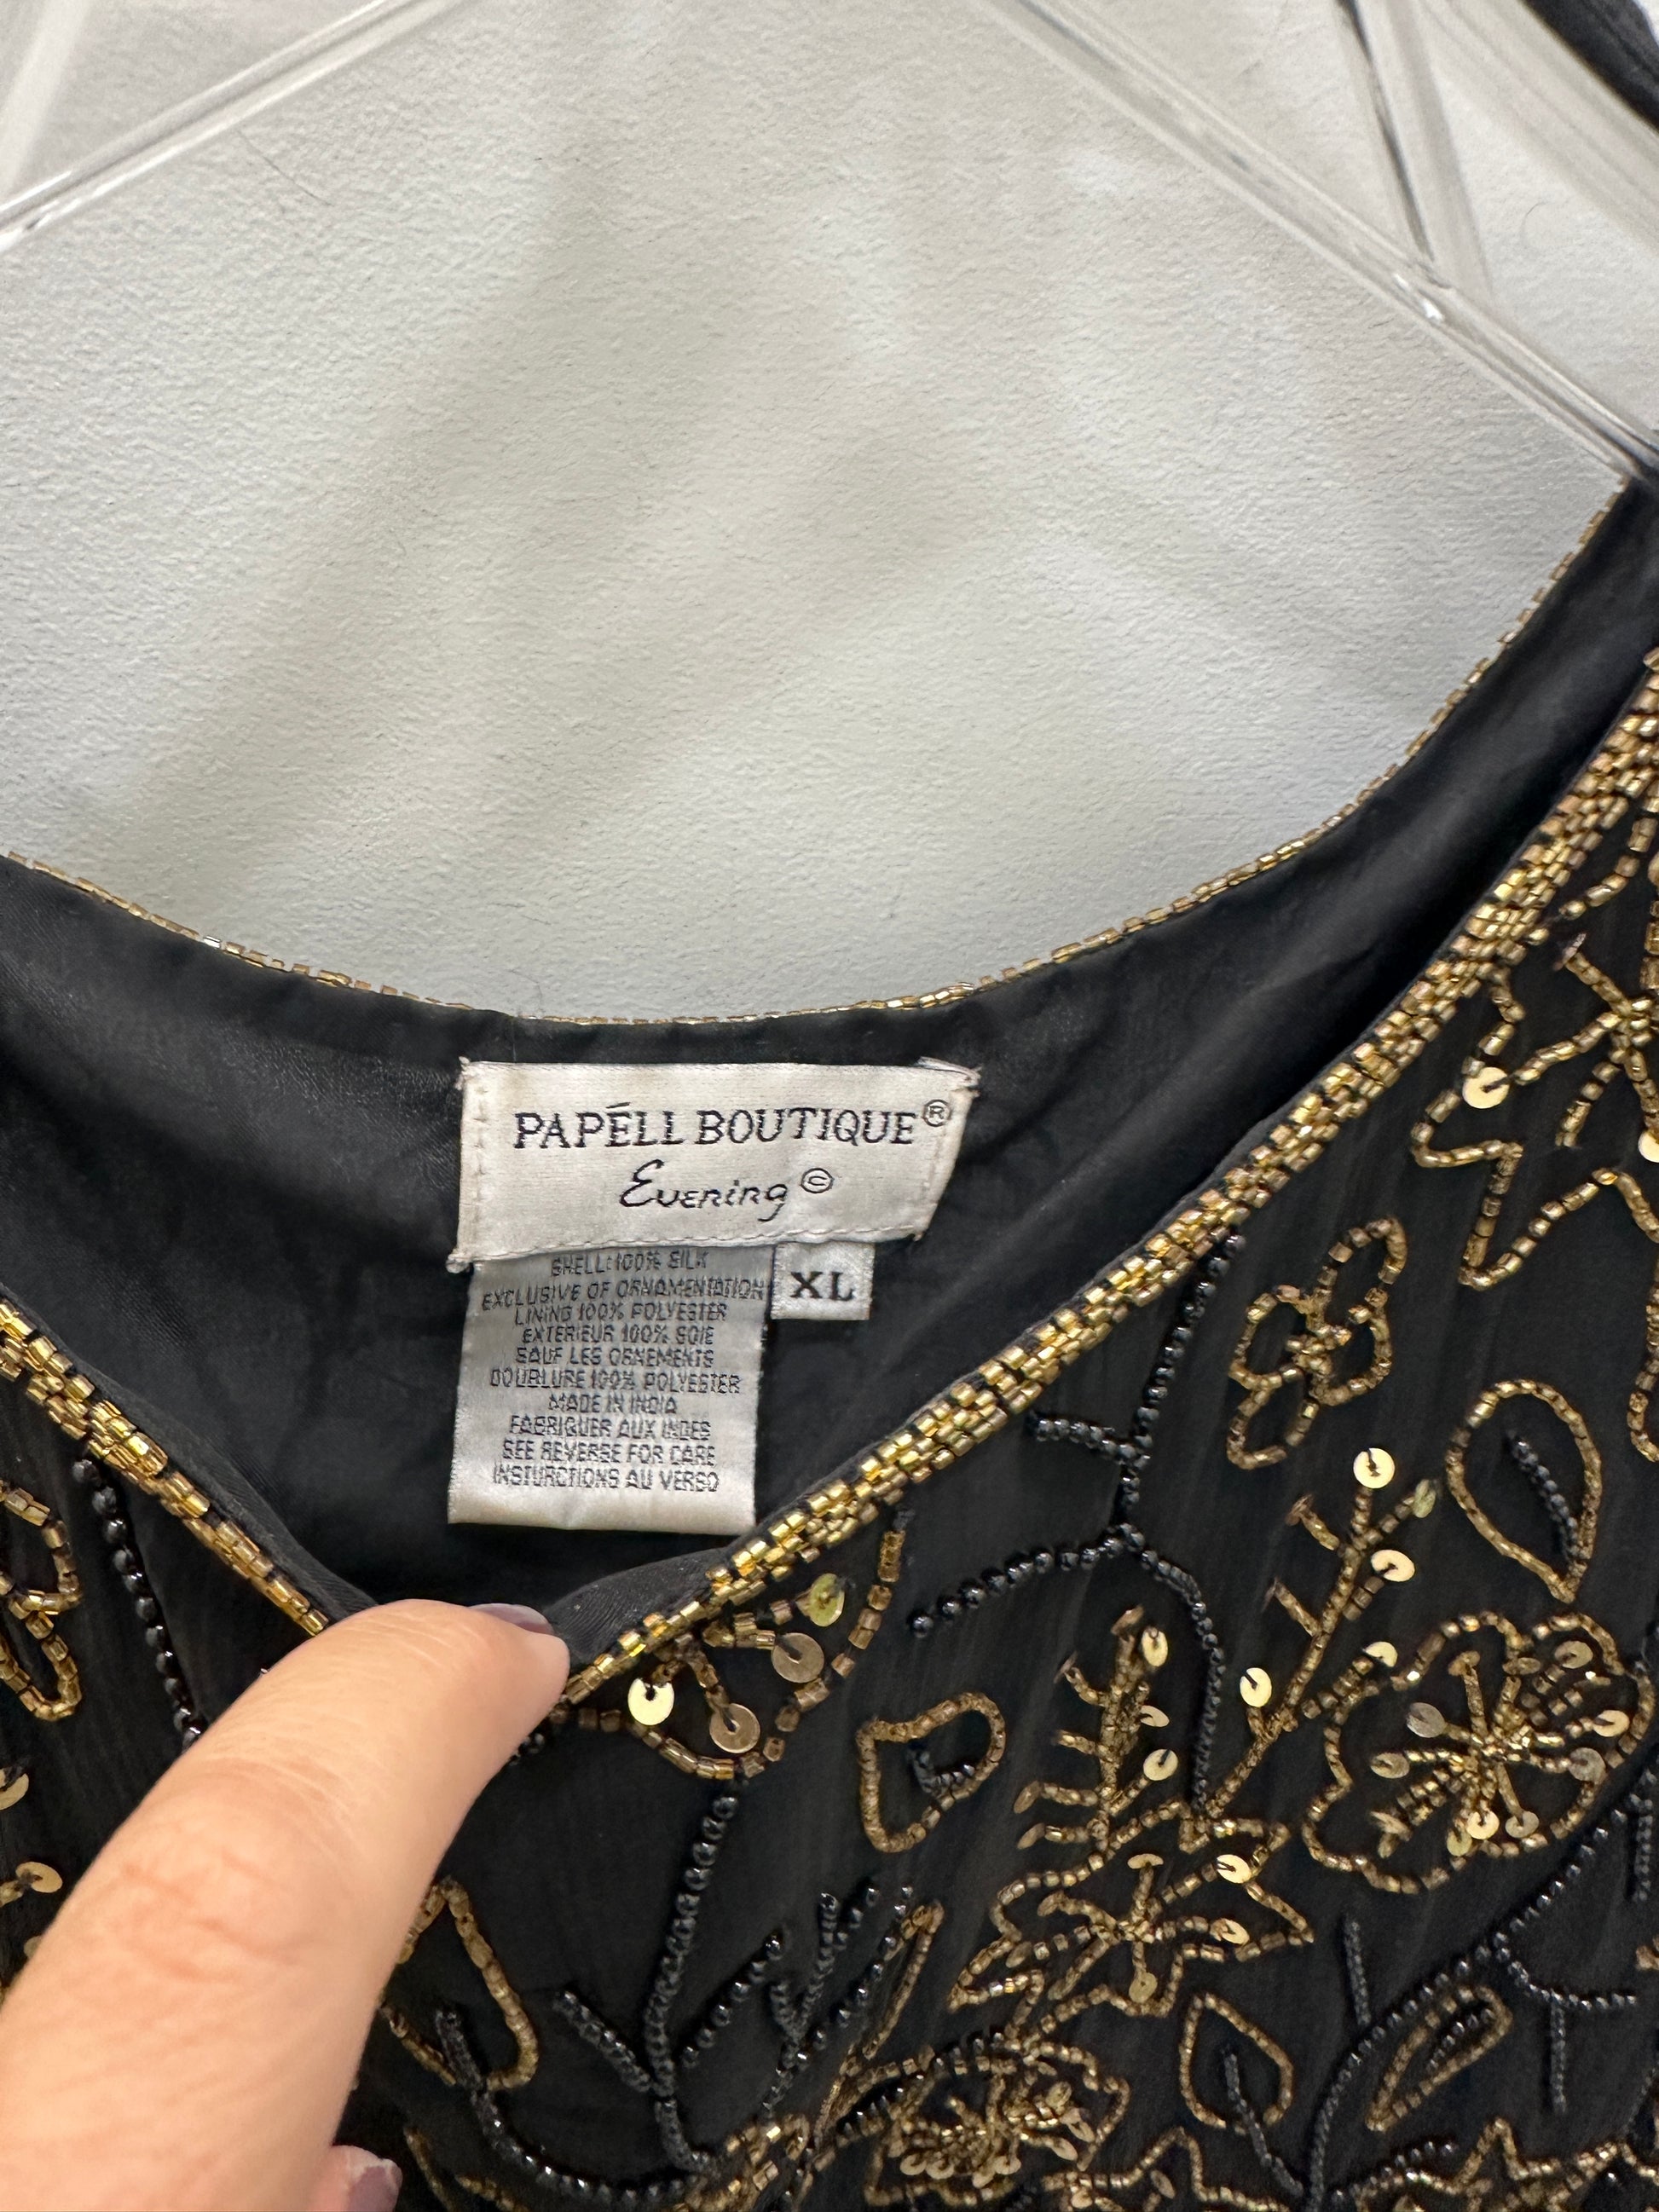 PAPÉLL BOUTIQUE®
Evening©
XL
SHELL:100% SILK
EXCLUSIVE OF ORNAMENTATION
LINING 100% POLYESTER
EXTERIEUR 100% SOIE
SAUF LES ORNEMENTS
DOUBLURE 100% POLYESTER
MADE IN INDIA
FABRIQUER AUX INDES
SEE REVERSE FOR CARE
INSTURCTIONS AU VERSO